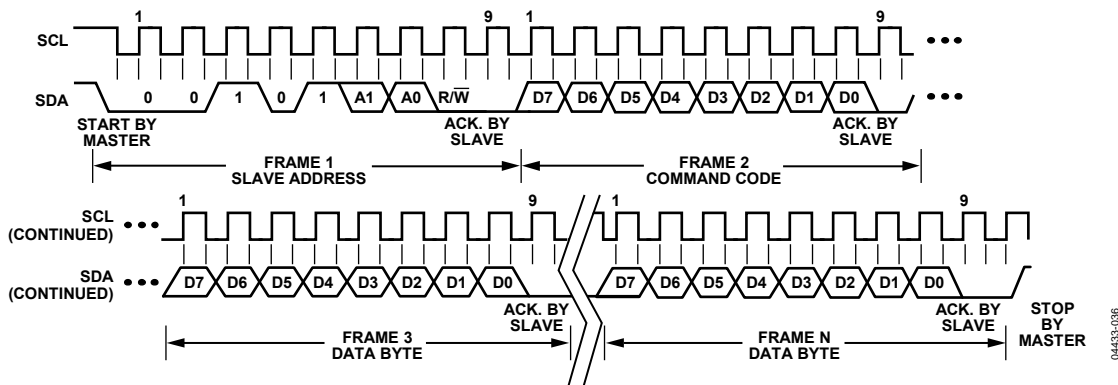 1 9 1 9
SCL
SDA 0 0 1 0 1 A1 A0 R/W̅ D7 D6 D5 D4 D3 D2 D1 D0
START BY
MASTER
ACK. BY
SLAVE
ACK. BY
SLAVE
FRAME 1
SLAVE ADDRESS
FRAME 2
COMMAND CODE
1 9 1 9
SCL
(CONTINUED)
SDA
(CONTINUED)
D7 D6 D5 D4 D3 D2 D1 D0 D7 D6 D5 D4 D3 D2 D1 D0
ACK. BY
SLAVE
ACK. BY
SLAVE
STOP
BY
MASTER
FRAME 3
DATA BYTE
FRAME N
DATA BYTE
04433-036